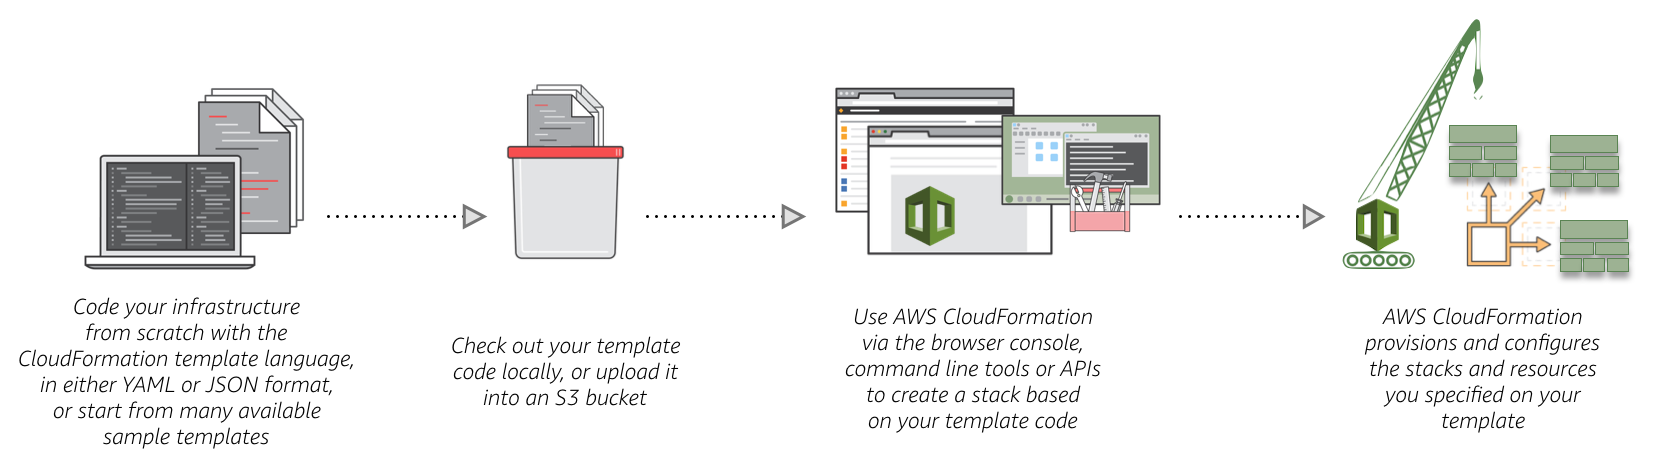 Code your infrastructure
from scratch with the
CloudFormation template language,
in either YAML or JSON format,
or start from many available
sample templates
Check out your template
code locally, or upload it
into an S3 bucket
Use AWS CloudFormation
via the browser console,
command line tools or APIs
to create a stack based
on your template code
AWS CloudFormation
provisions and configures
the stacks and resources
you specified on your
template